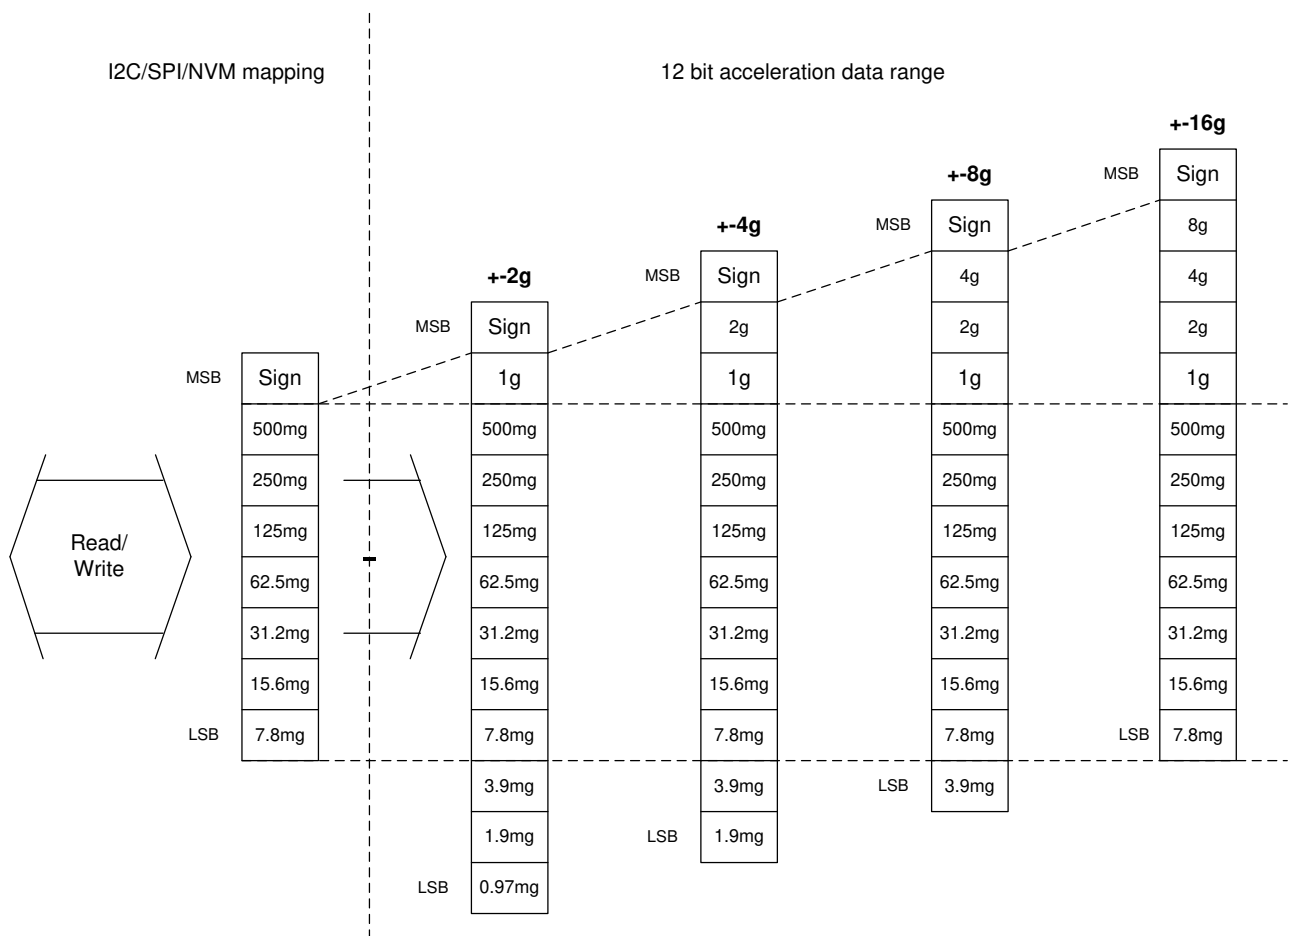 I2C/SPI/NVM mapping
12 bit acceleration data range
MSB
Sign
500mg
250mg
125mg
62.5mg
31.2mg
15.6mg
LSB
7.8mg
Read/
Write
+-2g
MSB
Sign
1g
500mg
250mg
125mg
62.5mg
31.2mg
15.6mg
7.8mg
3.9mg
1.9mg
LSB
0.97mg
+-4g
MSB
Sign
2g
1g
500mg
250mg
125mg
62.5mg
31.2mg
15.6mg
7.8mg
3.9mg
LSB
1.9mg
+-8g
MSB
Sign
4g
2g
1g
500mg
250mg
125mg
62.5mg
31.2mg
15.6mg
7.8mg
LSB
3.9mg
+-16g
MSB
Sign
8g
4g
2g
1g
500mg
250mg
125mg
62.5mg
31.2mg
15.6mg
LSB
7.8mg